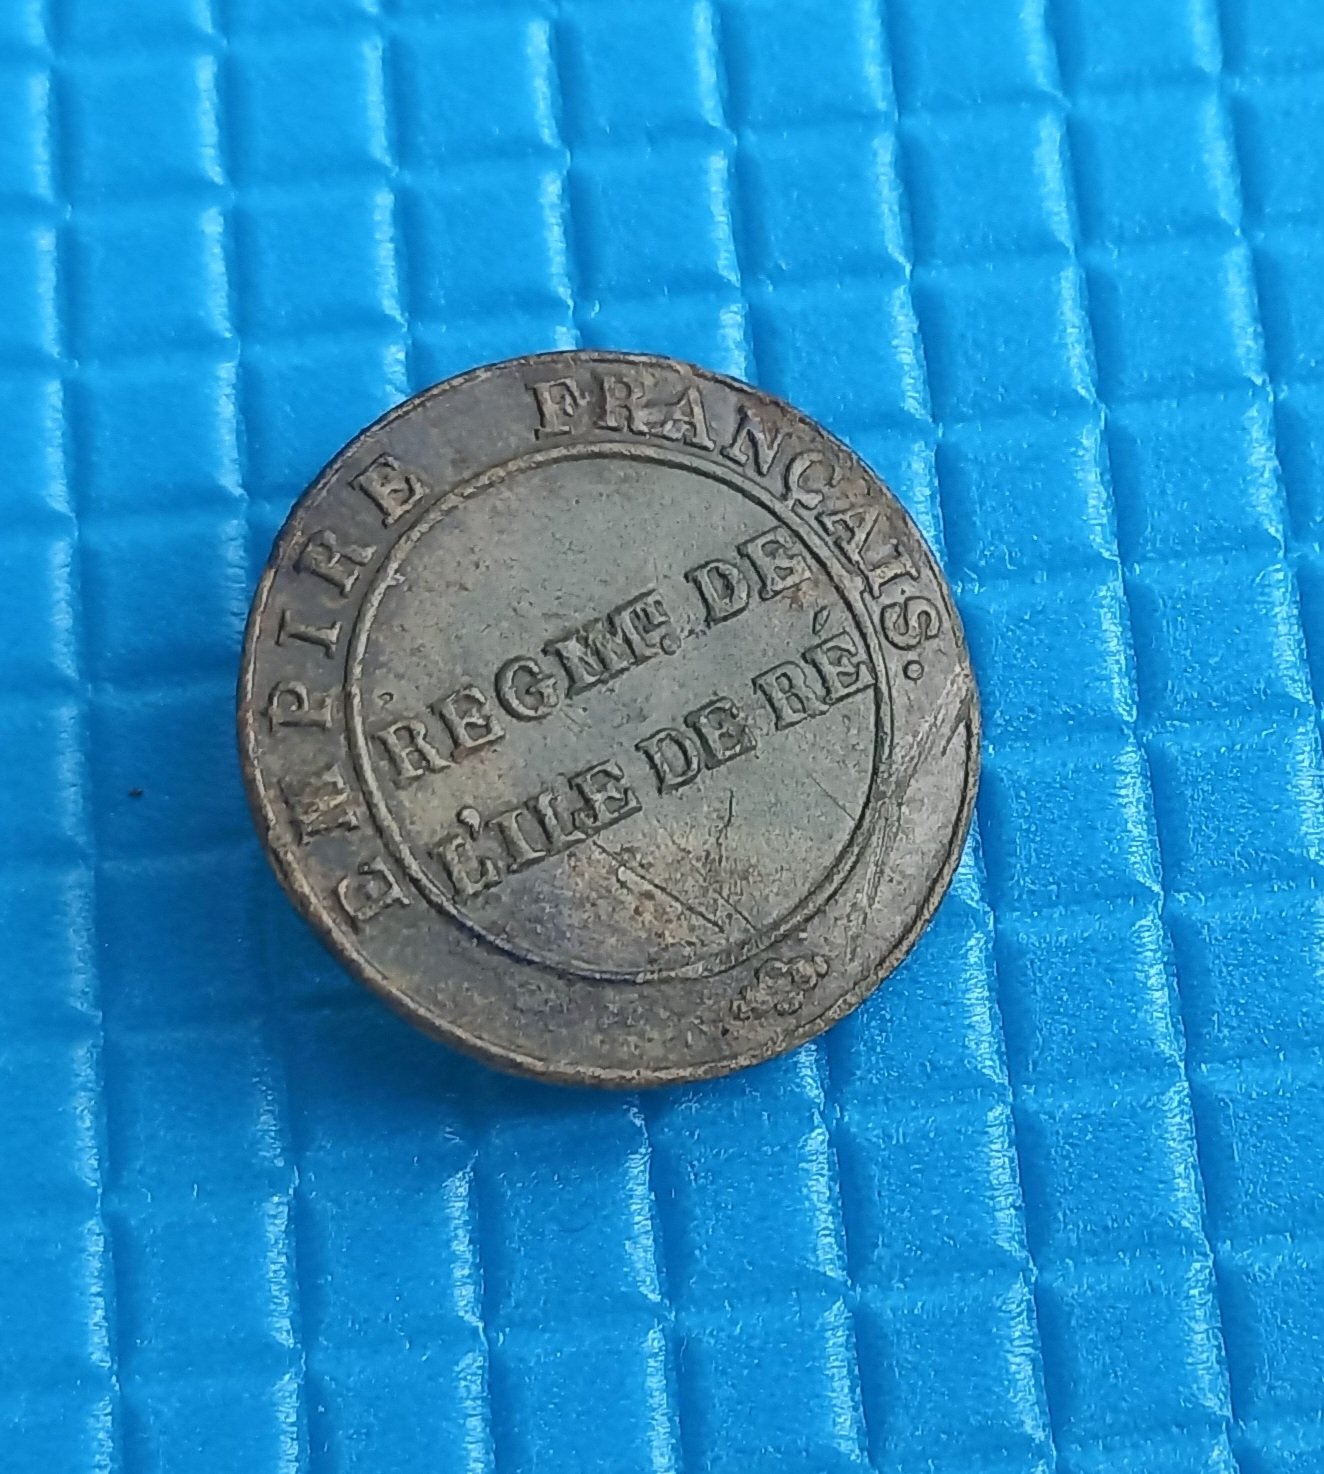 EMPIRE FRANÇAIS.
REGMT. DE
L'ILE DE RÉ